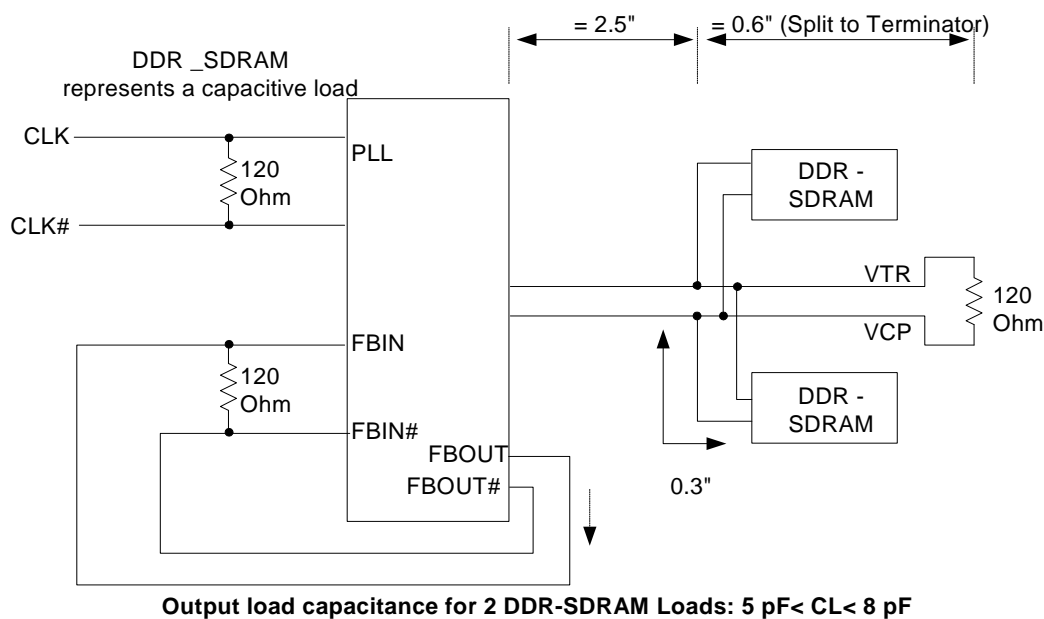 = 2.5"
= 0.6" (Split to Terminator)
DDR _SDRAM
represents a capacitive load
CLK
PLL
120
Ohm
CLK#
DDR -
SDRAM
VTR
120
Ohm
VCP
FBIN
120
Ohm
FBIN#
DDR -
SDRAM
FBOUT
FBOUT#
0.3"
Output load capacitance for 2 DDR-SDRAM Loads: 5 pF< CL< 8 pF